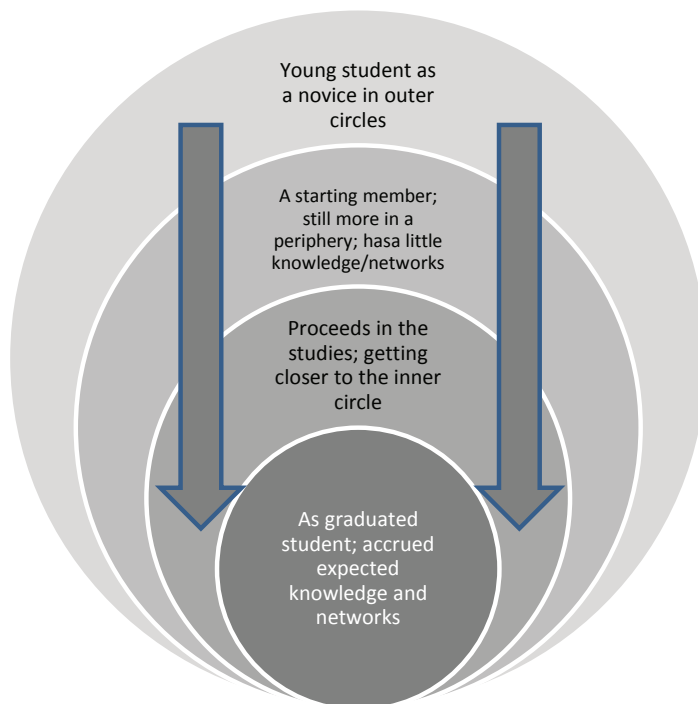 Young student as
a novice in outer
circles
A starting member;
still more in a
periphery; hasa little
knowledge/networks
Proceeds in the
studies; getting
closer to the inner
circle
As graduated
student; accrued
expected
knowledge and
networks